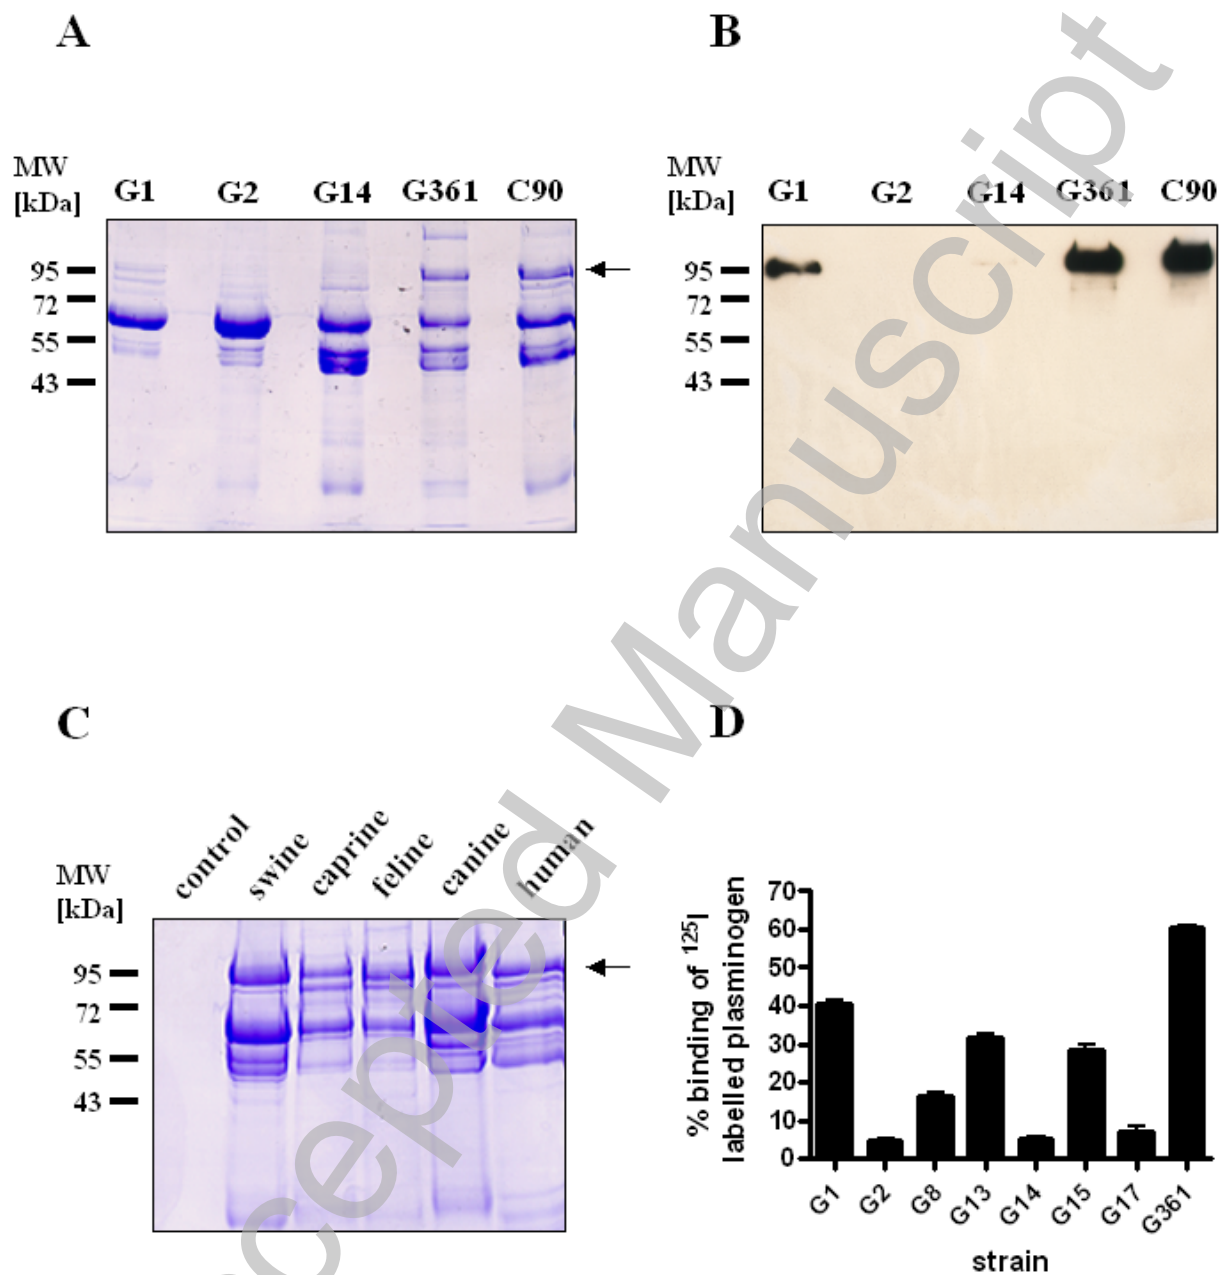 A
MW
[kDa]
G1 G2 G14 G361 C90
95
72
55
43
B
MW
[kDa]
G1 G2 G14 G361 C90
95
72
55
43
C
MW
[kDa]
control swine caprine feline canine human
95
72
55
43
D
% binding of 125I
labelled plasminogen
70
60
50
40
30
20
10
0
G1 G2 G8 G13 G14 G15 G17 G361
strain
cepted Manuscript